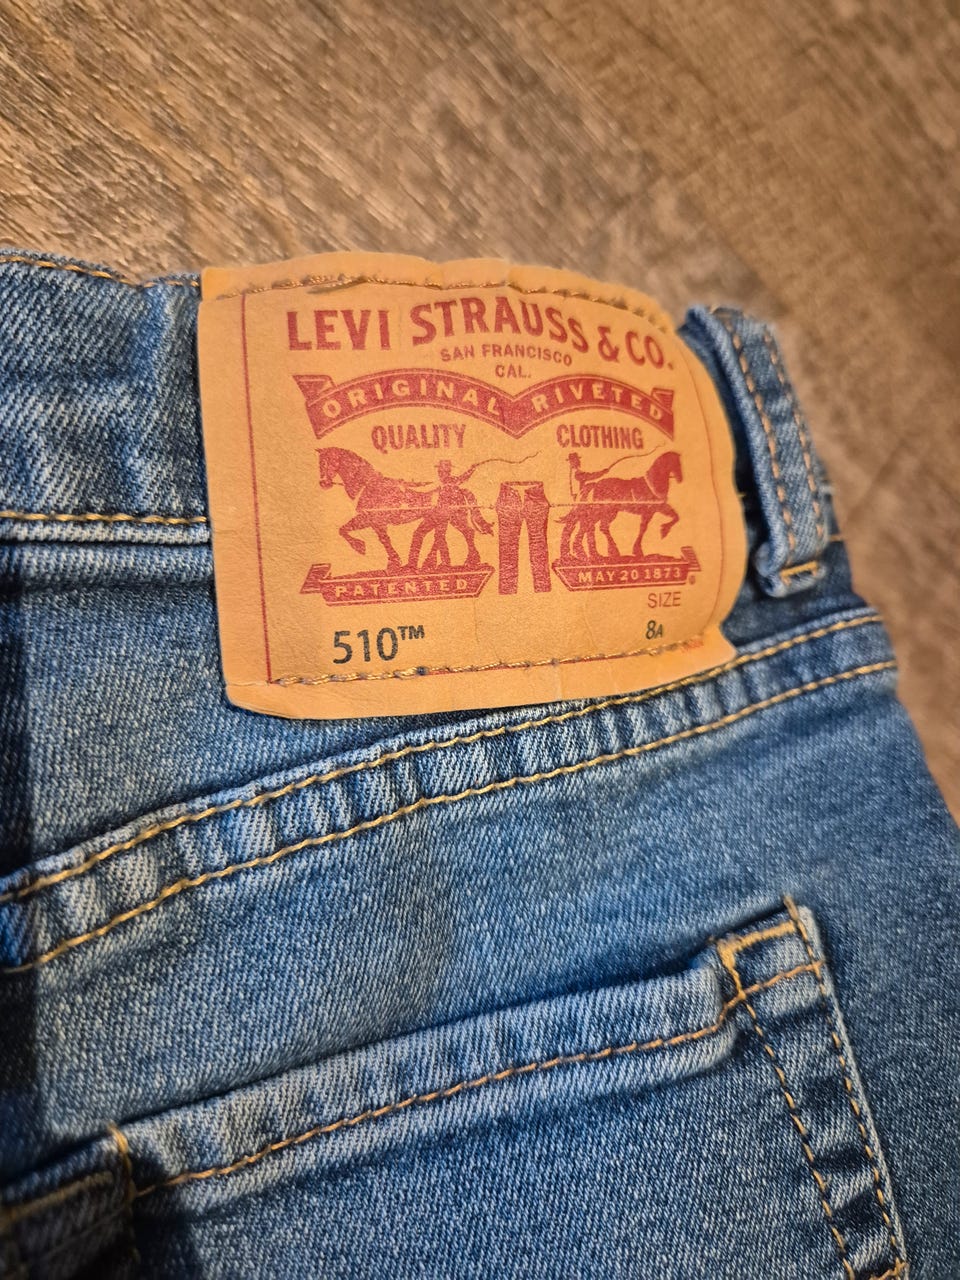 LEVI STRAUSS & CO.
SAN FRANCISCO
CAL.
ORIGINAL RIVETED
QUALITY CLOTHING
PATENTED MAY 20 1873
SIZE
510™ 8A